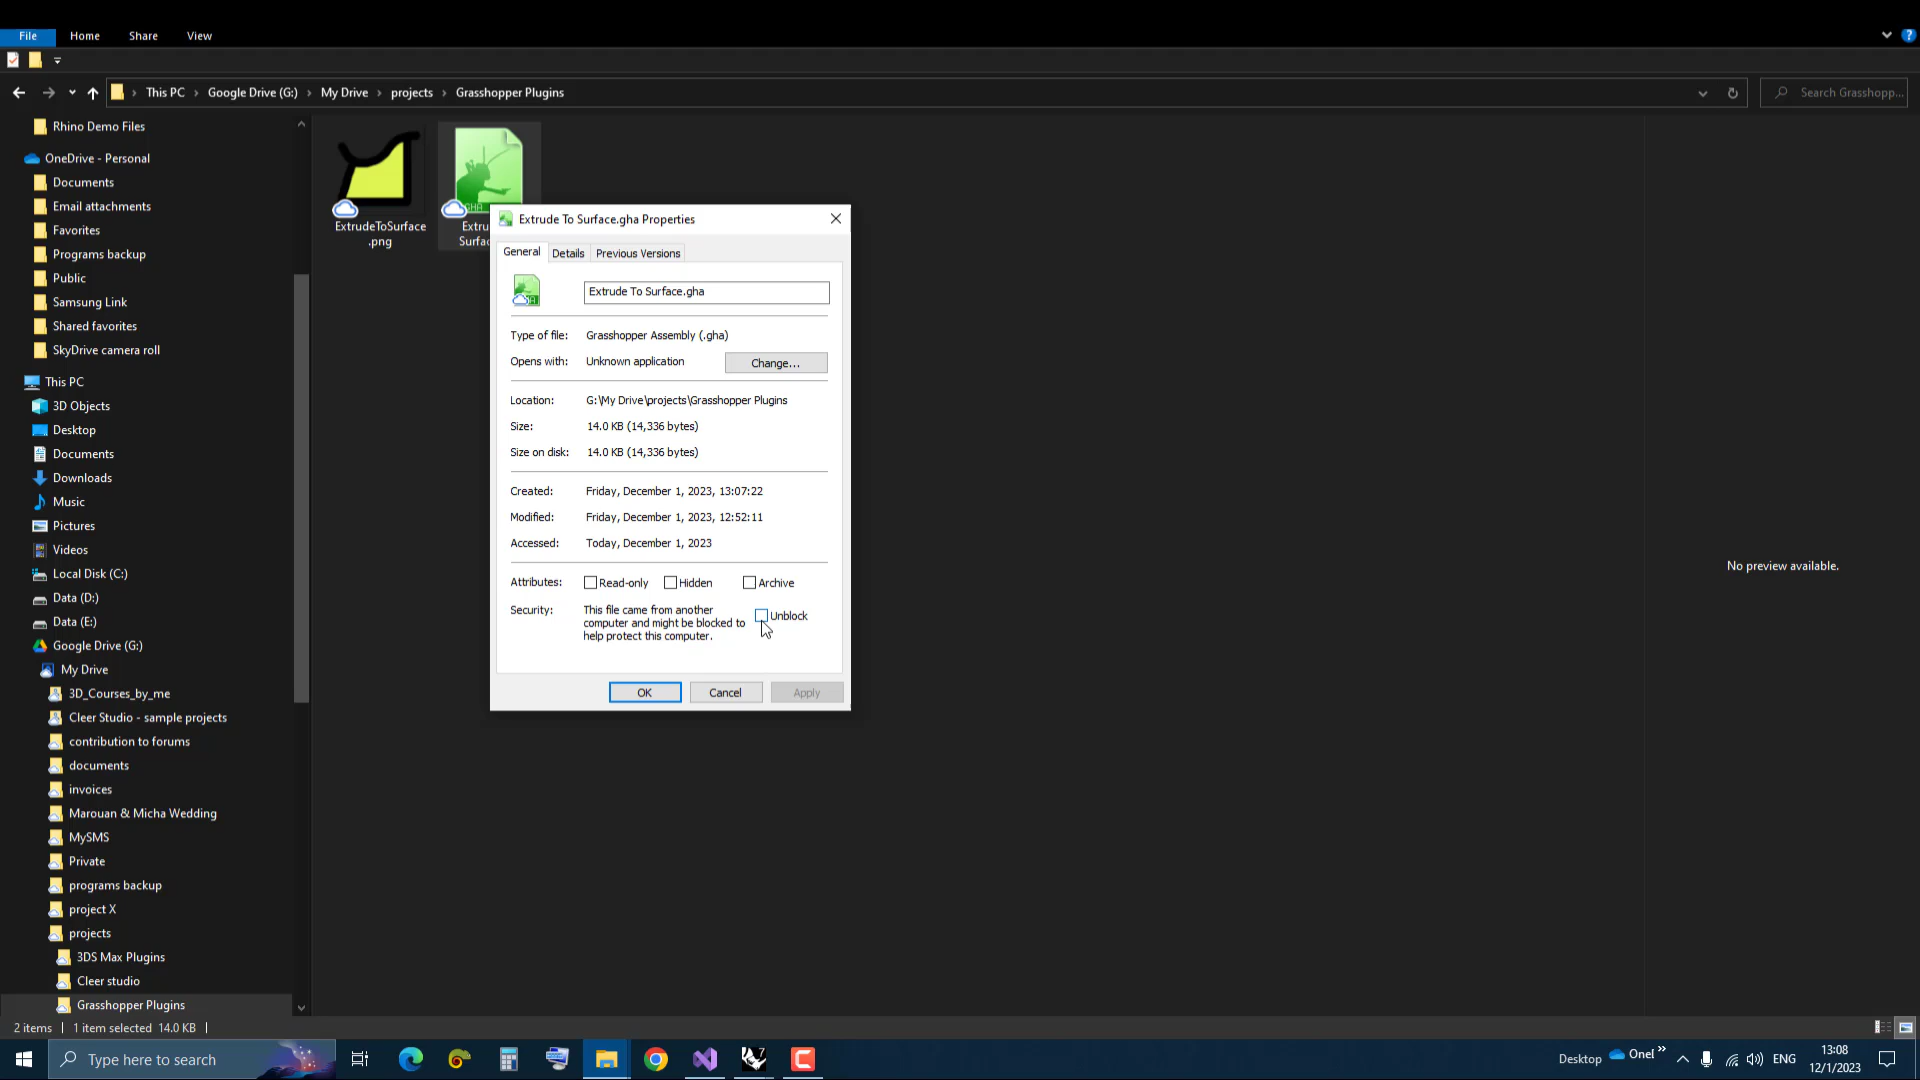 File
Home
Share
View
This PC
Google Drive (G:)
My Drive
projects
Grasshopper Plugins
Search Grasshopp...
Rhino Demo Files
OneDrive - Personal
Documents
Email attachments
Favorites
Programs backup
Public
Samsung Link
Shared favorites
SkyDrive camera roll
This PC
3D Objects
Desktop
Documents
Downloads
Music
Pictures
Videos
Local Disk (C:)
Data (D:)
Data (E:)
Google Drive (G:)
My Drive
3D_Courses_by_me
Cleer Studio - sample projects
contribution to forums
documents
invoices
Marouan & Micha Wedding
MySMS
Private
programs backup
project X
projects
3DS Max Plugins
Cleer studio
Grasshopper Plugins
ExtrudeToSurface
.png
Extru
Surfac
Extrude To Surface.gha Properties
General
Details
Previous Versions
Extrude To Surface.gha
Type of file: Grasshopper Assembly (.gha)
Opens with: Unknown application
Change...
Location: G:\My Drive\projects\Grasshopper Plugins
Size: 14.0 KB (14,336 bytes)
Size on disk: 14.0 KB (14,336 bytes)
Created: Friday, December 1, 2023, 13:07:22
Modified: Friday, December 1, 2023, 12:52:11
Accessed: Today, December 1, 2023
Attributes: Read-only Hidden Archive
Security: This file came from another
computer and might be blocked to
help protect this computer.
Unblock
OK
Cancel
Apply
No preview available.
2 items
1 item selected 14.0 KB
Type here to search
7
Desktop
Onel
ENG
13:08
12/1/2023